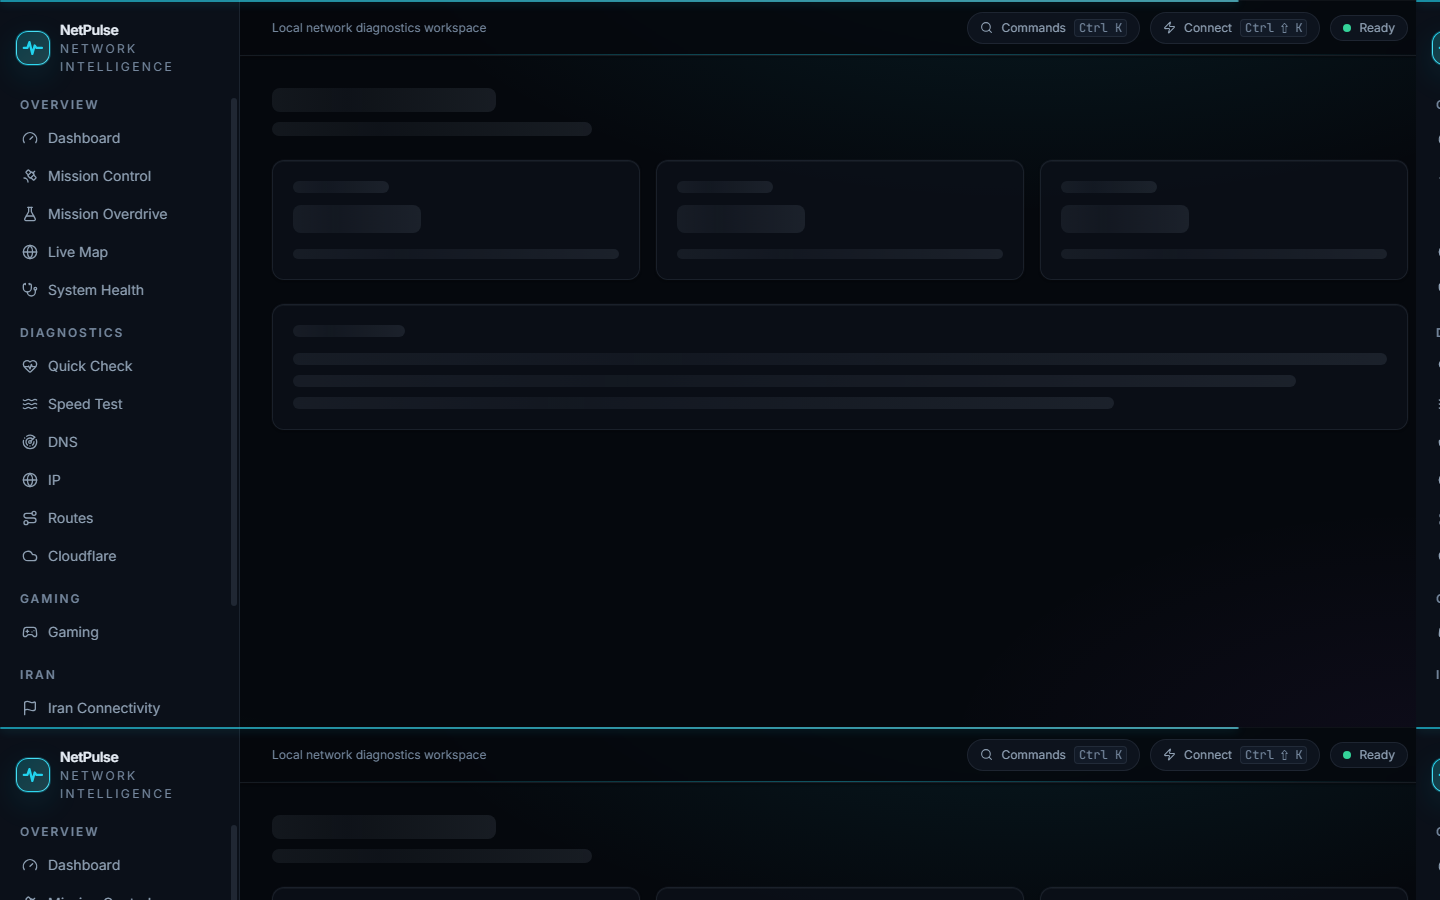 NetPulse
NETWORK
INTELLIGENCE
Local network diagnostics workspace
Commands Ctrl K
Connect Ctrl ⇧ K
Ready
OVERVIEW
Dashboard
Mission Control
Mission Overdrive
Live Map
System Health
DIAGNOSTICS
Quick Check
Speed Test
DNS
IP
Routes
Cloudflare
GAMING
Gaming
IRAN
Iran Connectivity
NetPulse
NETWORK
INTELLIGENCE
Local network diagnostics workspace
Commands Ctrl K
Connect Ctrl ⇧ K
Ready
OVERVIEW
Dashboard